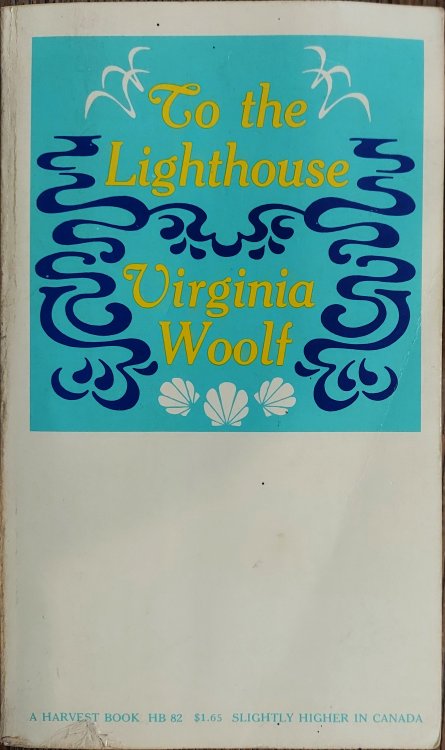 To the
Lighthouse
Virginia
Woolf
A HARVEST BOOK HB 82 $1.65 SLIGHTLY HIGHER IN CANADA